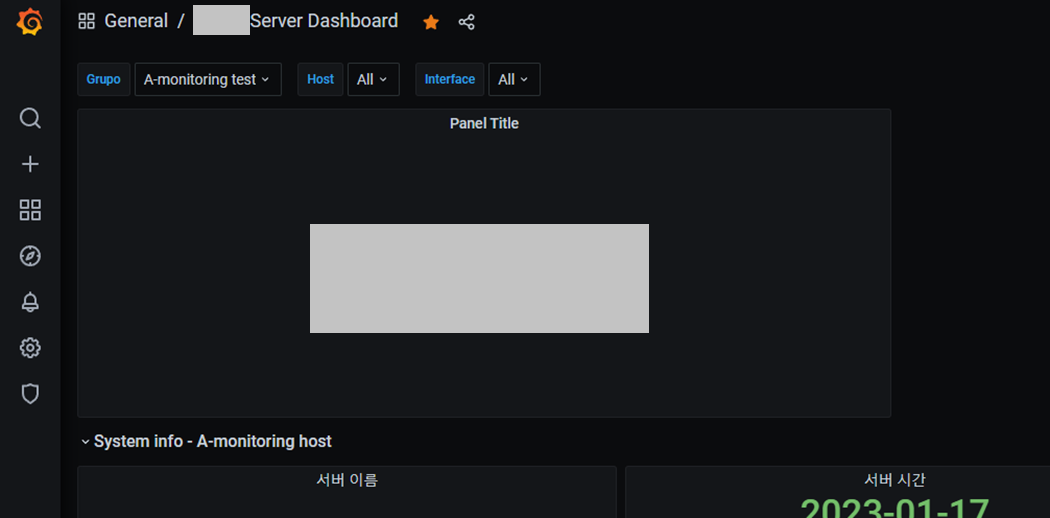 General / Server Dashboard
Grupo A-monitoring test Host All Interface All
Panel Title
System info - A-monitoring host
서버 이름 서버 시간
2023-01-17